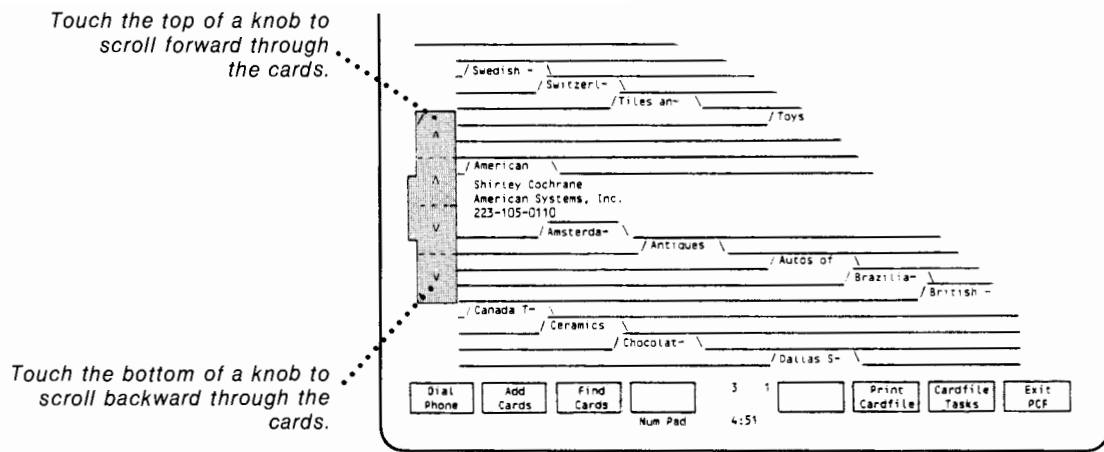 Touch the top of a knob to
scroll forward through
the cards.
Swedish -
Switzerl-
Tiles an-
Toys
American
Shirley Cochrane
American Systems, Inc.
223-105-0110
Amsterda-
Antiques
Autos of
Brazilia-
British -
Canada T-
Ceramics
Chocolat-
Dallas S-
Touch the bottom of a knob to
scroll backward through the
cards.
Dial
Phone
Add
Cards
Find
Cards
3 1
Print
Cardfile
Cardfile
Tasks
Exit
PCF
Num Pad 4:51